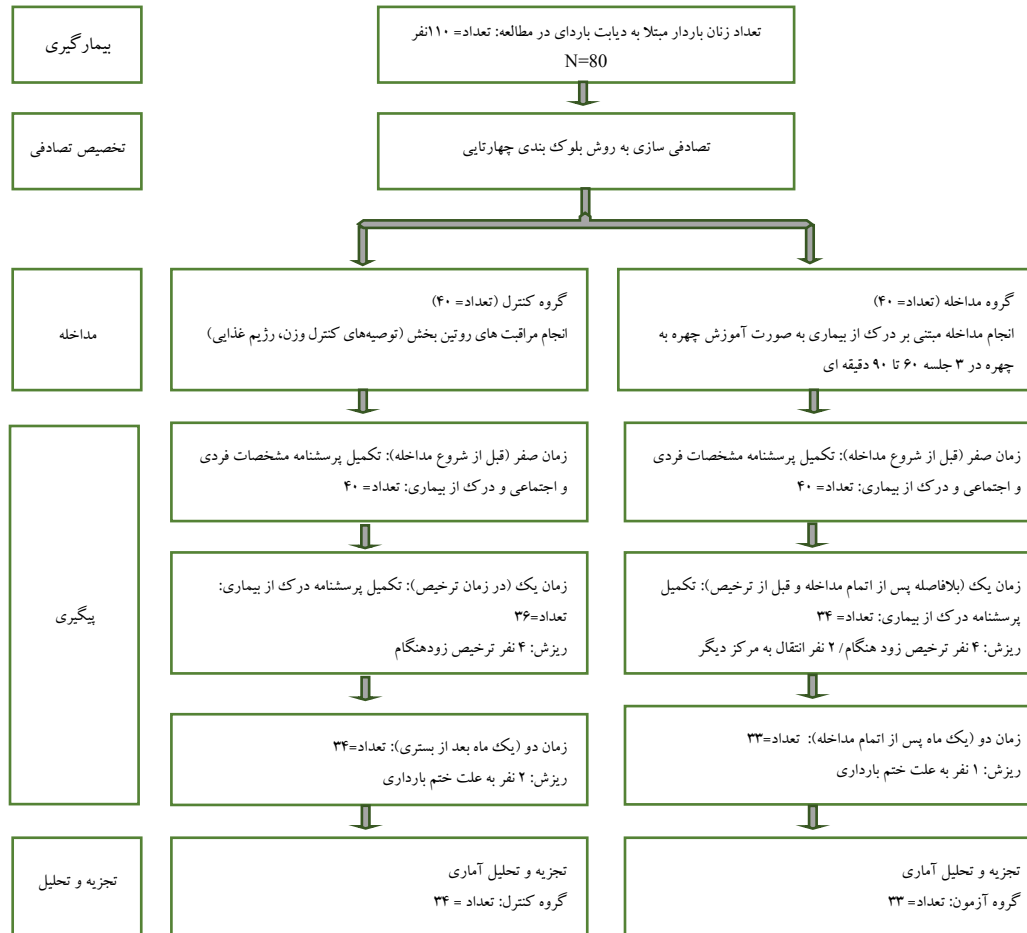 بیمارگیری
تعداد زنان باردار مبتلا به دیابت باردای در مطالعه: تعداد= ۱۱۰نفر
N=80
تخصیص تصادفی
تصادفی سازی به روش بلوک بندی چهارتایی
مداخله
گروه مداخله (تعداد= ۴۰)
انجام مداخله مبتنی بر درک از بیماری به صورت آموزش چهره به
چهره در ۳ جلسه ۶۰ تا ۹۰ دقیقه ای
گروه کنترل (تعداد= ۴۰)
انجام مراقبت های روتین بخش (توصیه‌های کنترل وزن، رژیم غذایی)
پیگیری
زمان صفر (قبل از شروع مداخله): تکمیل پرسشنامه مشخصات فردی
و اجتماعی و درک از بیماری: تعداد= ۴۰
زمان صفر (قبل از شروع مداخله): تکمیل پرسشنامه مشخصات فردی
و اجتماعی و درک از بیماری: تعداد= ۴۰
زمان یک (بلافاصله پس از اتمام مداخله و قبل از ترخیص): تکمیل
پرسشنامه درک از بیماری: تعداد= ۳۴
ریزش: ۴ نفر ترخیص زود هنگام/ ۲ نفر انتقال به مرکز دیگر
زمان یک (در زمان ترخیص): تکمیل پرسشنامه درک از بیماری:
تعداد=۳۶
ریزش: ۴ نفر ترخیص زودهنگام
زمان دو (یک ماه پس از اتمام مداخله): تعداد=۳۳
ریزش: ۱ نفر به علت ختم بارداری
زمان دو (یک ماه بعد از بستری): تعداد=۳۴
ریزش: ۲ نفر به علت ختم بارداری
تجزیه و تحلیل
تجزیه و تحلیل آماری
گروه آزمون: تعداد= ۳۳
تجزیه و تحلیل آماری
گروه کنترل: تعداد = ۳۴